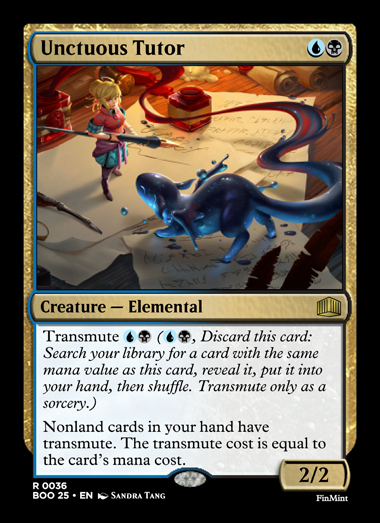 Unctuous Tutor
Creature — Elemental
Transmute (, Discard this card:
Search your library for a card with the same
mana value as this card, reveal it, put it into
your hand, then shuffle. Transmute only as a
sorcery.)
Nonland cards in your hand have
transmute. The transmute cost is equal to
the card's mana cost.
2/2
R 0036
BOO 25 • EN Sandra Tang
FinMint